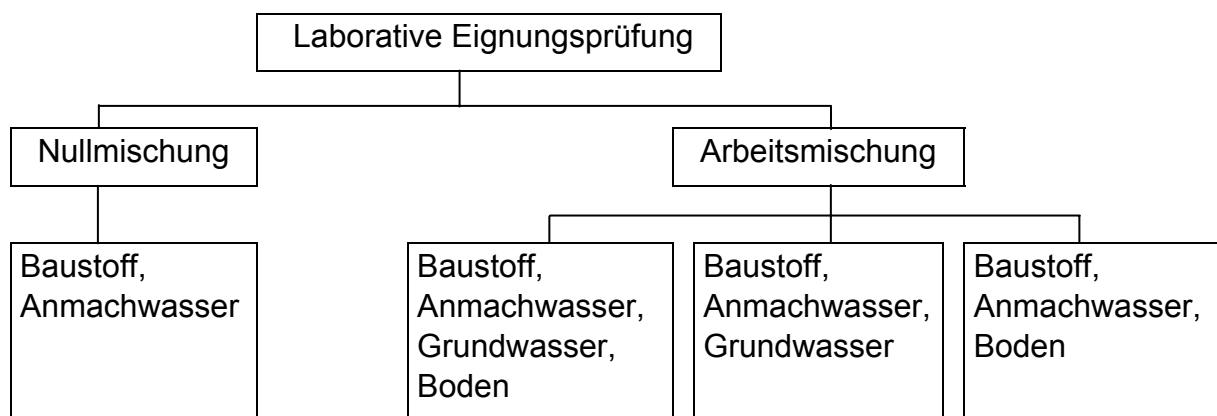 Laborative Eignungsprüfung
Nullmischung
Arbeitsmischung
Baustoff,
Anmachwasser
Baustoff,
Anmachwasser,
Grundwasser,
Boden
Baustoff,
Anmachwasser,
Grundwasser
Baustoff,
Anmachwasser,
Boden